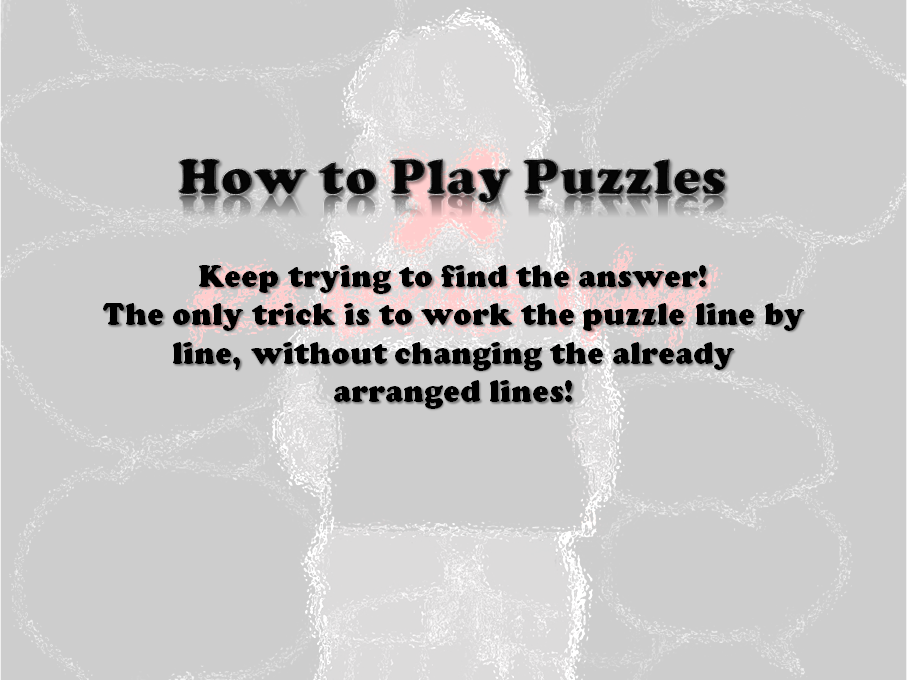 How to Play Puzzles
Keep trying to find the answer!
The only trick is to work the puzzle line by
line, without changing the already
arranged lines!